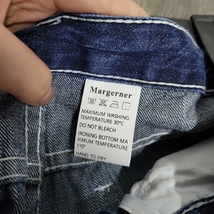 Margerner
MAXIMUM WASHING
TEMPERATURE 30°C
DO NOT BLEACH
IRONING BOTTOM MA
XIMUM TEMPERATURE
110°
HANG TO DRY